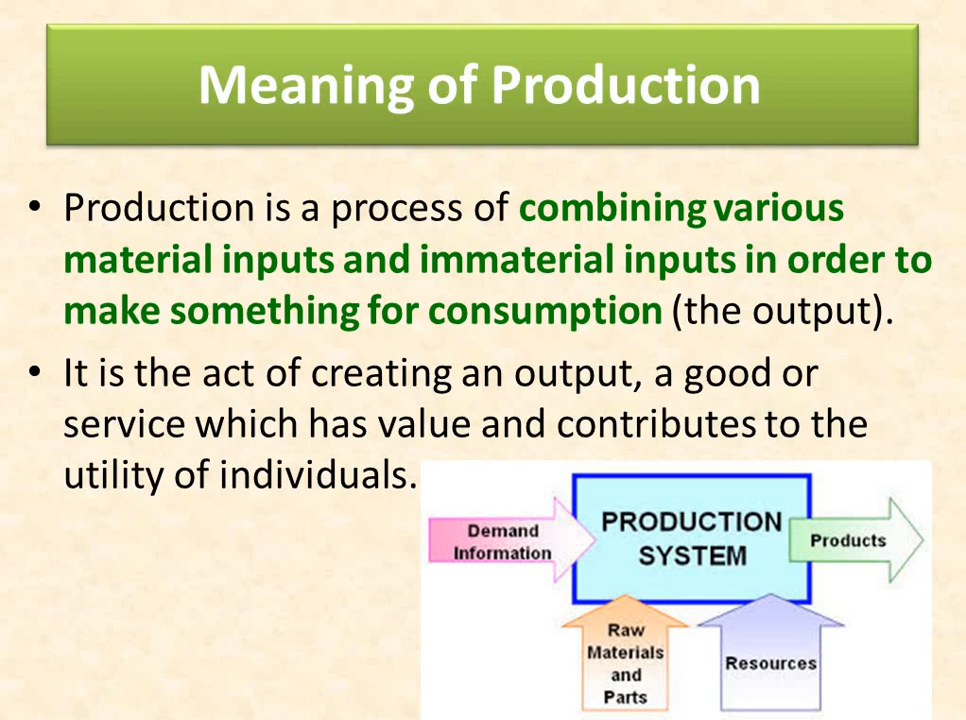 Meaning of Production
• Production is a process of combining various
material inputs and immaterial inputs in order to
make something for consumption (the output).
• It is the act of creating an output, a good or
service which has value and contributes to the
utility of individuals.
Demand
Information
PRODUCTION
SYSTEM
Products
Raw
Materials
and
Parts
Resources